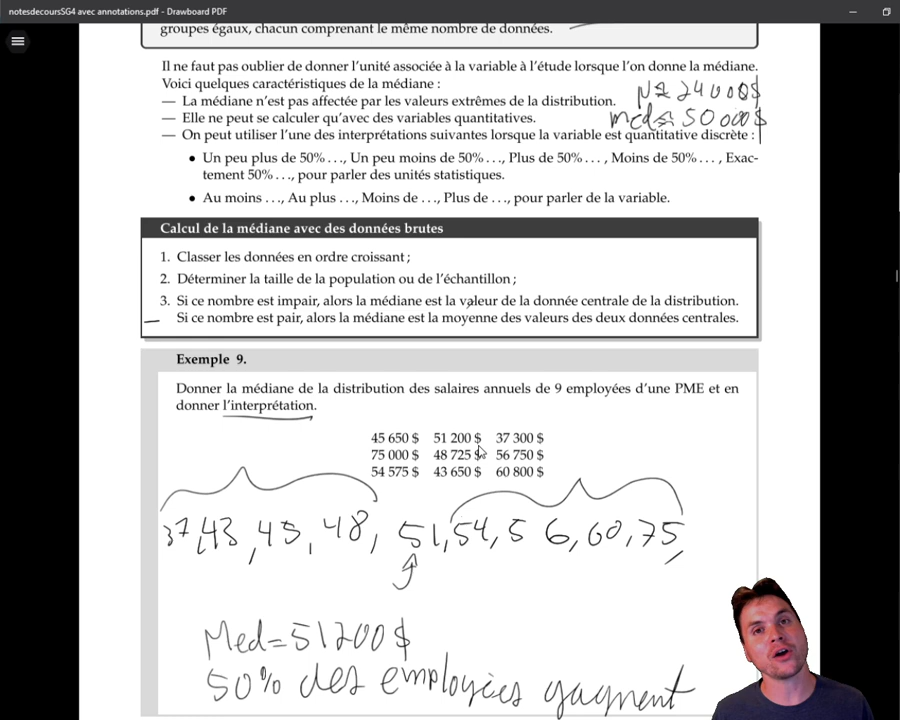 notesdecoursSG4 avec annotations.pdf - Drawboard PDF
groupes égaux, chacun comprenant le même nombre de données.
Il ne faut pas oublier de donner l'unité associée à la variable à l'étude lorsque l'on donne la médiane.
Voici quelques caractéristiques de la médiane :
— La médiane n'est pas affectée par les valeurs extrêmes de la distribution.
24000$
— Elle ne peut se calculer qu'avec des variables quantitatives.
med≈50000$
— On peut utiliser l'une des interprétations suivantes lorsque la variable est quantitative discrète :
• Un peu plus de 50% ..., Un peu moins de 50% ..., Plus de 50% ... , Moins de 50% ... , Exac-
tement 50% ..., pour parler des unités statistiques.
• Au moins ..., Au plus ..., Moins de ..., Plus de ..., pour parler de la variable.
Calcul de la médiane avec des données brutes
1. Classer les données en ordre croissant ;
2. Déterminer la taille de la population ou de l'échantillon ;
3. Si ce nombre est impair, alors la médiane est la valeur de la donnée centrale de la distribution.
Si ce nombre est pair, alors la médiane est la moyenne des valeurs des deux données centrales.
Exemple 9.
Donner la médiane de la distribution des salaires annuels de 9 employées d'une PME et en
donner l'interprétation.
45 650 $ 51 200 $ 37 300 $
75 000 $ 48 725 $ 56 750 $
54 575 $ 43 650 $ 60 800 $
37, 43, 45, 48, 51, 54, 56, 60, 75
Med=51200$
50% des employées gagnent